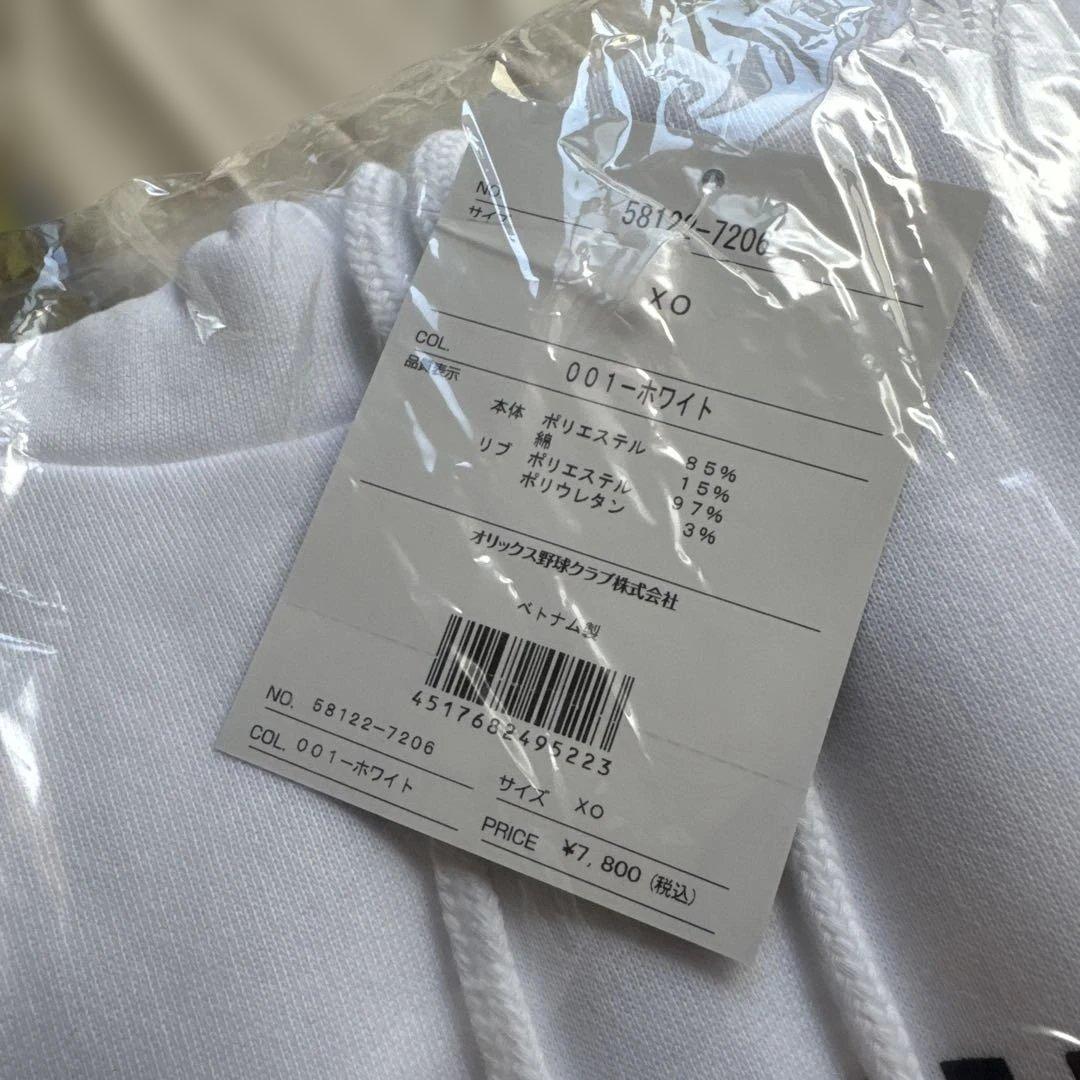 NO. 58122-7206
サイズ XO
COL. 001-ホワイト
品質表示
本体 ポリエステル 85%
綿 15%
リブ ポリエステル 97%
ポリウレタン 3%
オリックス野球クラブ株式会社
ベトナム製
4517682495223
NO. 58122-7206
COL. 001-ホワイト
サイズ XO
PRICE ¥7,800 (税込)